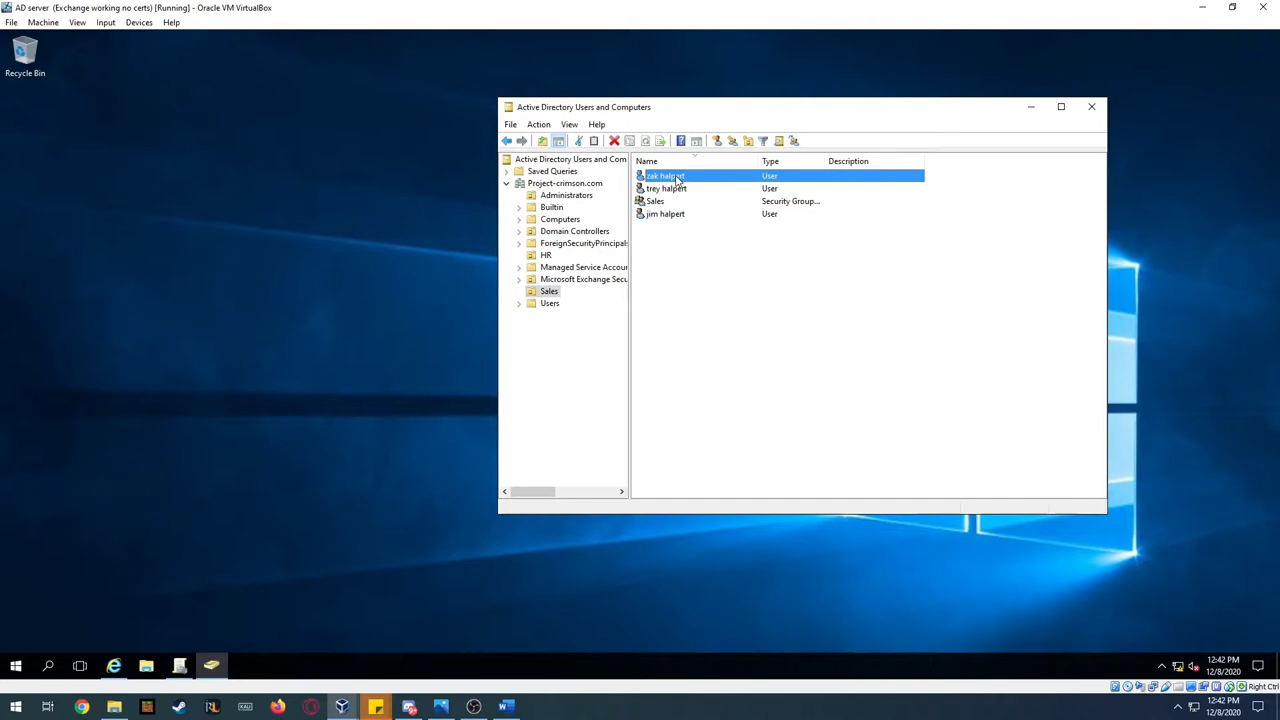 AD server (Exchange working no certs) [Running] - Oracle VM VirtualBox
File Machine View Input Devices Help
Recycle Bin
Active Directory Users and Computers
File Action View Help
Active Directory Users and Com
Saved Queries
Project-crimson.com
Administrators
Builtin
Computers
Domain Controllers
ForeignSecurityPrincipals
HR
Managed Service Accoun
Microsoft Exchange Secu
Sales
Users
Name Type Description
zak halpert User
trey halpert User
Sales Security Group...
jim halpert User
12:42 PM
12/8/2020
Right Ctrl
KALI
12:42 PM
12/8/2020